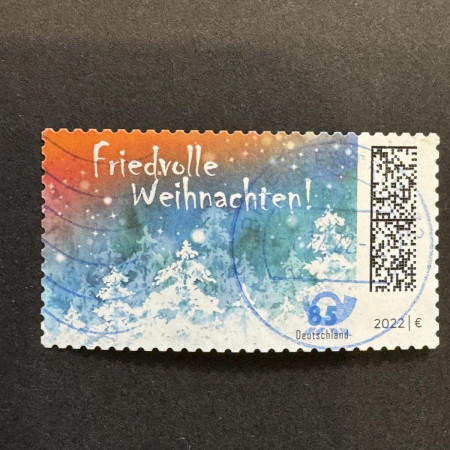 Friedvolle
Weihnachten!
85
Deutschland
2022|€